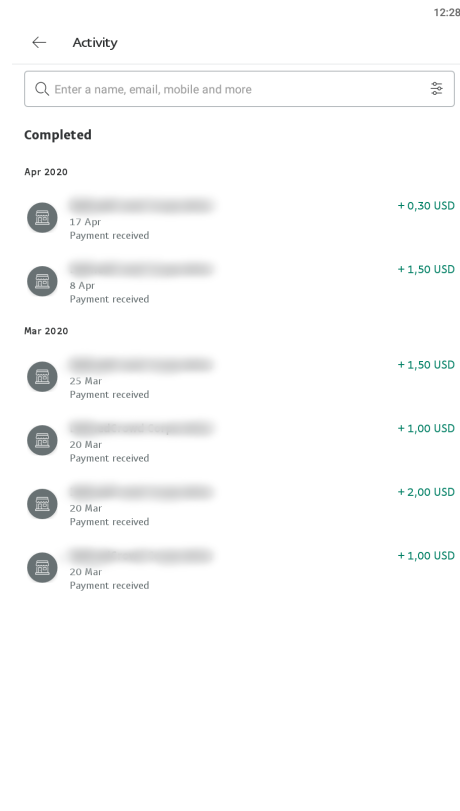 12:28
Activity
Enter a name, email, mobile and more
Completed
Apr 2020
+ 0,30 USD
17 Apr
Payment received
+ 1,50 USD
8 Apr
Payment received
Mar 2020
+ 1,50 USD
25 Mar
Payment received
+ 1,00 USD
20 Mar
Payment received
+ 2,00 USD
20 Mar
Payment received
+ 1,00 USD
20 Mar
Payment received